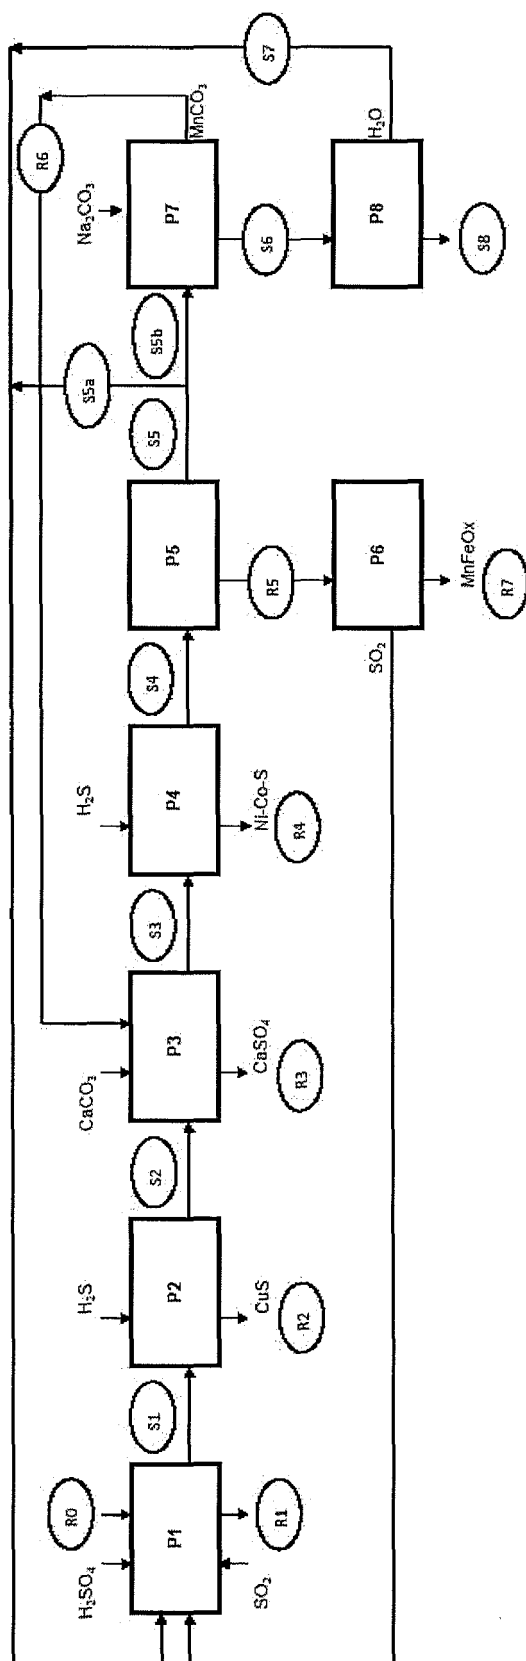 H₂SO₄
R0
P1
SO₂
R1
S1
H₂S
P2
CuS
R2
S2
CaCO₃
P3
CaSO₄
R3
S3
H₂S
P4
Ni-Co-S
R4
S4
P5
R5
P6
SO₂
MnFeOx
R7
S5
S5a
S5b
Na₂CO₃
P7
MnCO₃
R6
S6
P8
H₂O
S7
S8